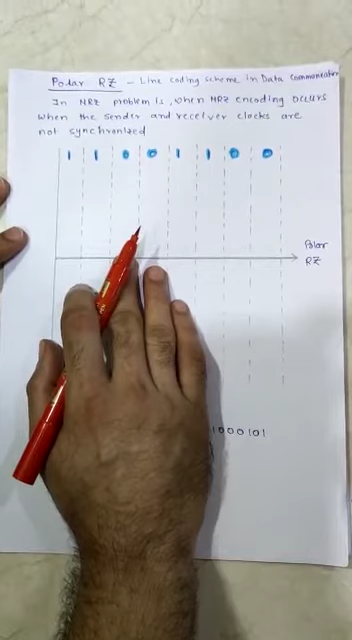 Polar RZ - Line coding scheme in Data Communication
In NRZ problem is, when NRZ encoding occurs
when the sender and receiver clocks are
not synchronized
1 1 0 0 1 1 0 0
Polar
RZ
1000101